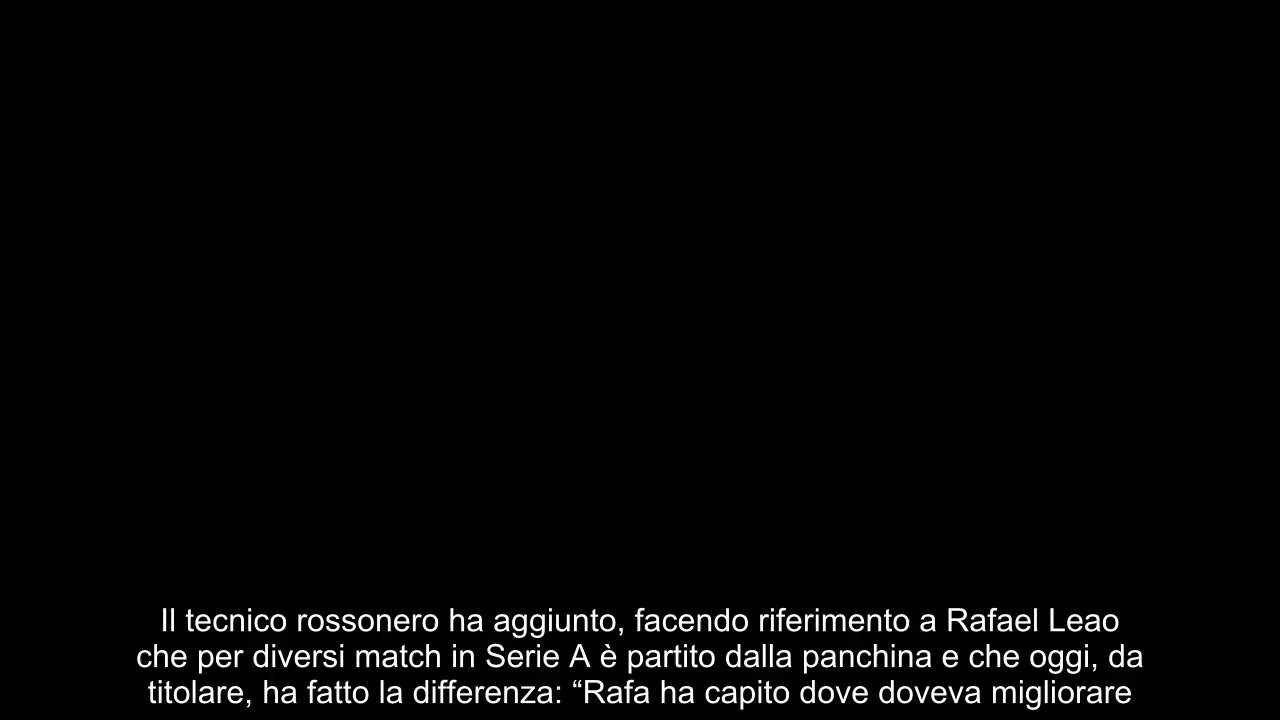 Il tecnico rossonero ha aggiunto, facendo riferimento a Rafael Leao
che per diversi match in Serie A è partito dalla panchina e che oggi, da
titolare, ha fatto la differenza: “Rafa ha capito dove doveva migliorare